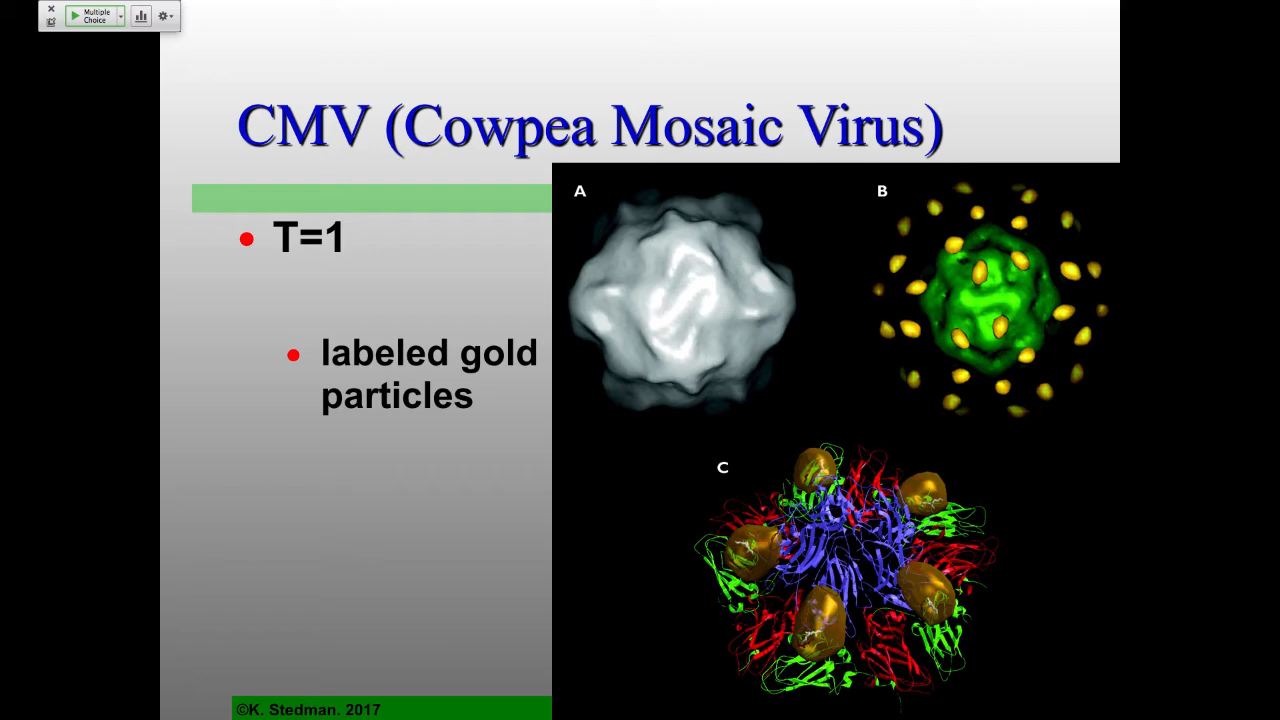 Multiple
Choice
CMV (Cowpea Mosaic Virus)
A
B
T=1
labeled gold
particles
C
©K. Stedman. 2017